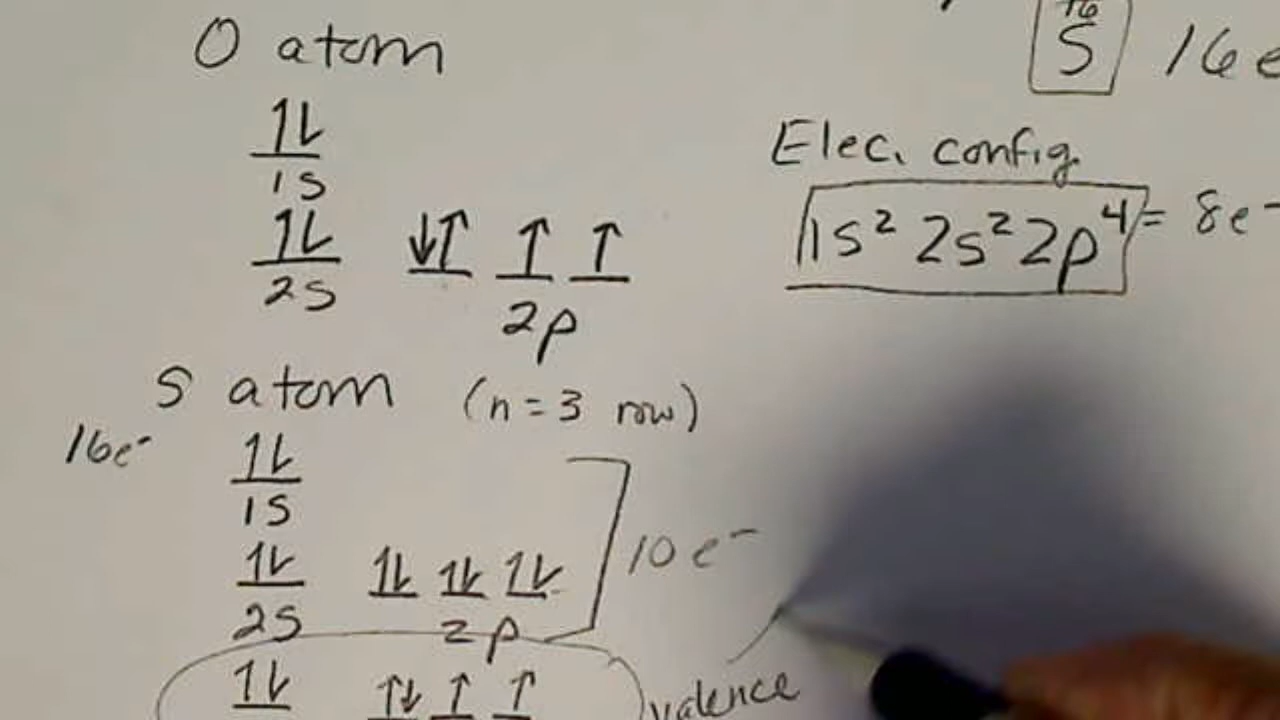 O atom
16
S 16e
Elec. config.
1s² 2s² 2p⁴ = 8e⁻
↑↓
1s
↑↓ ↓↑ ↑ ↑
2s 2p
S atom (n=3 row)
16e⁻
↑↓
1s
↑↓ ↑↓ ↑↓ ↑↓ 10e⁻
2s 2p
↑↓ ↑↓ ↑ ↑ valence